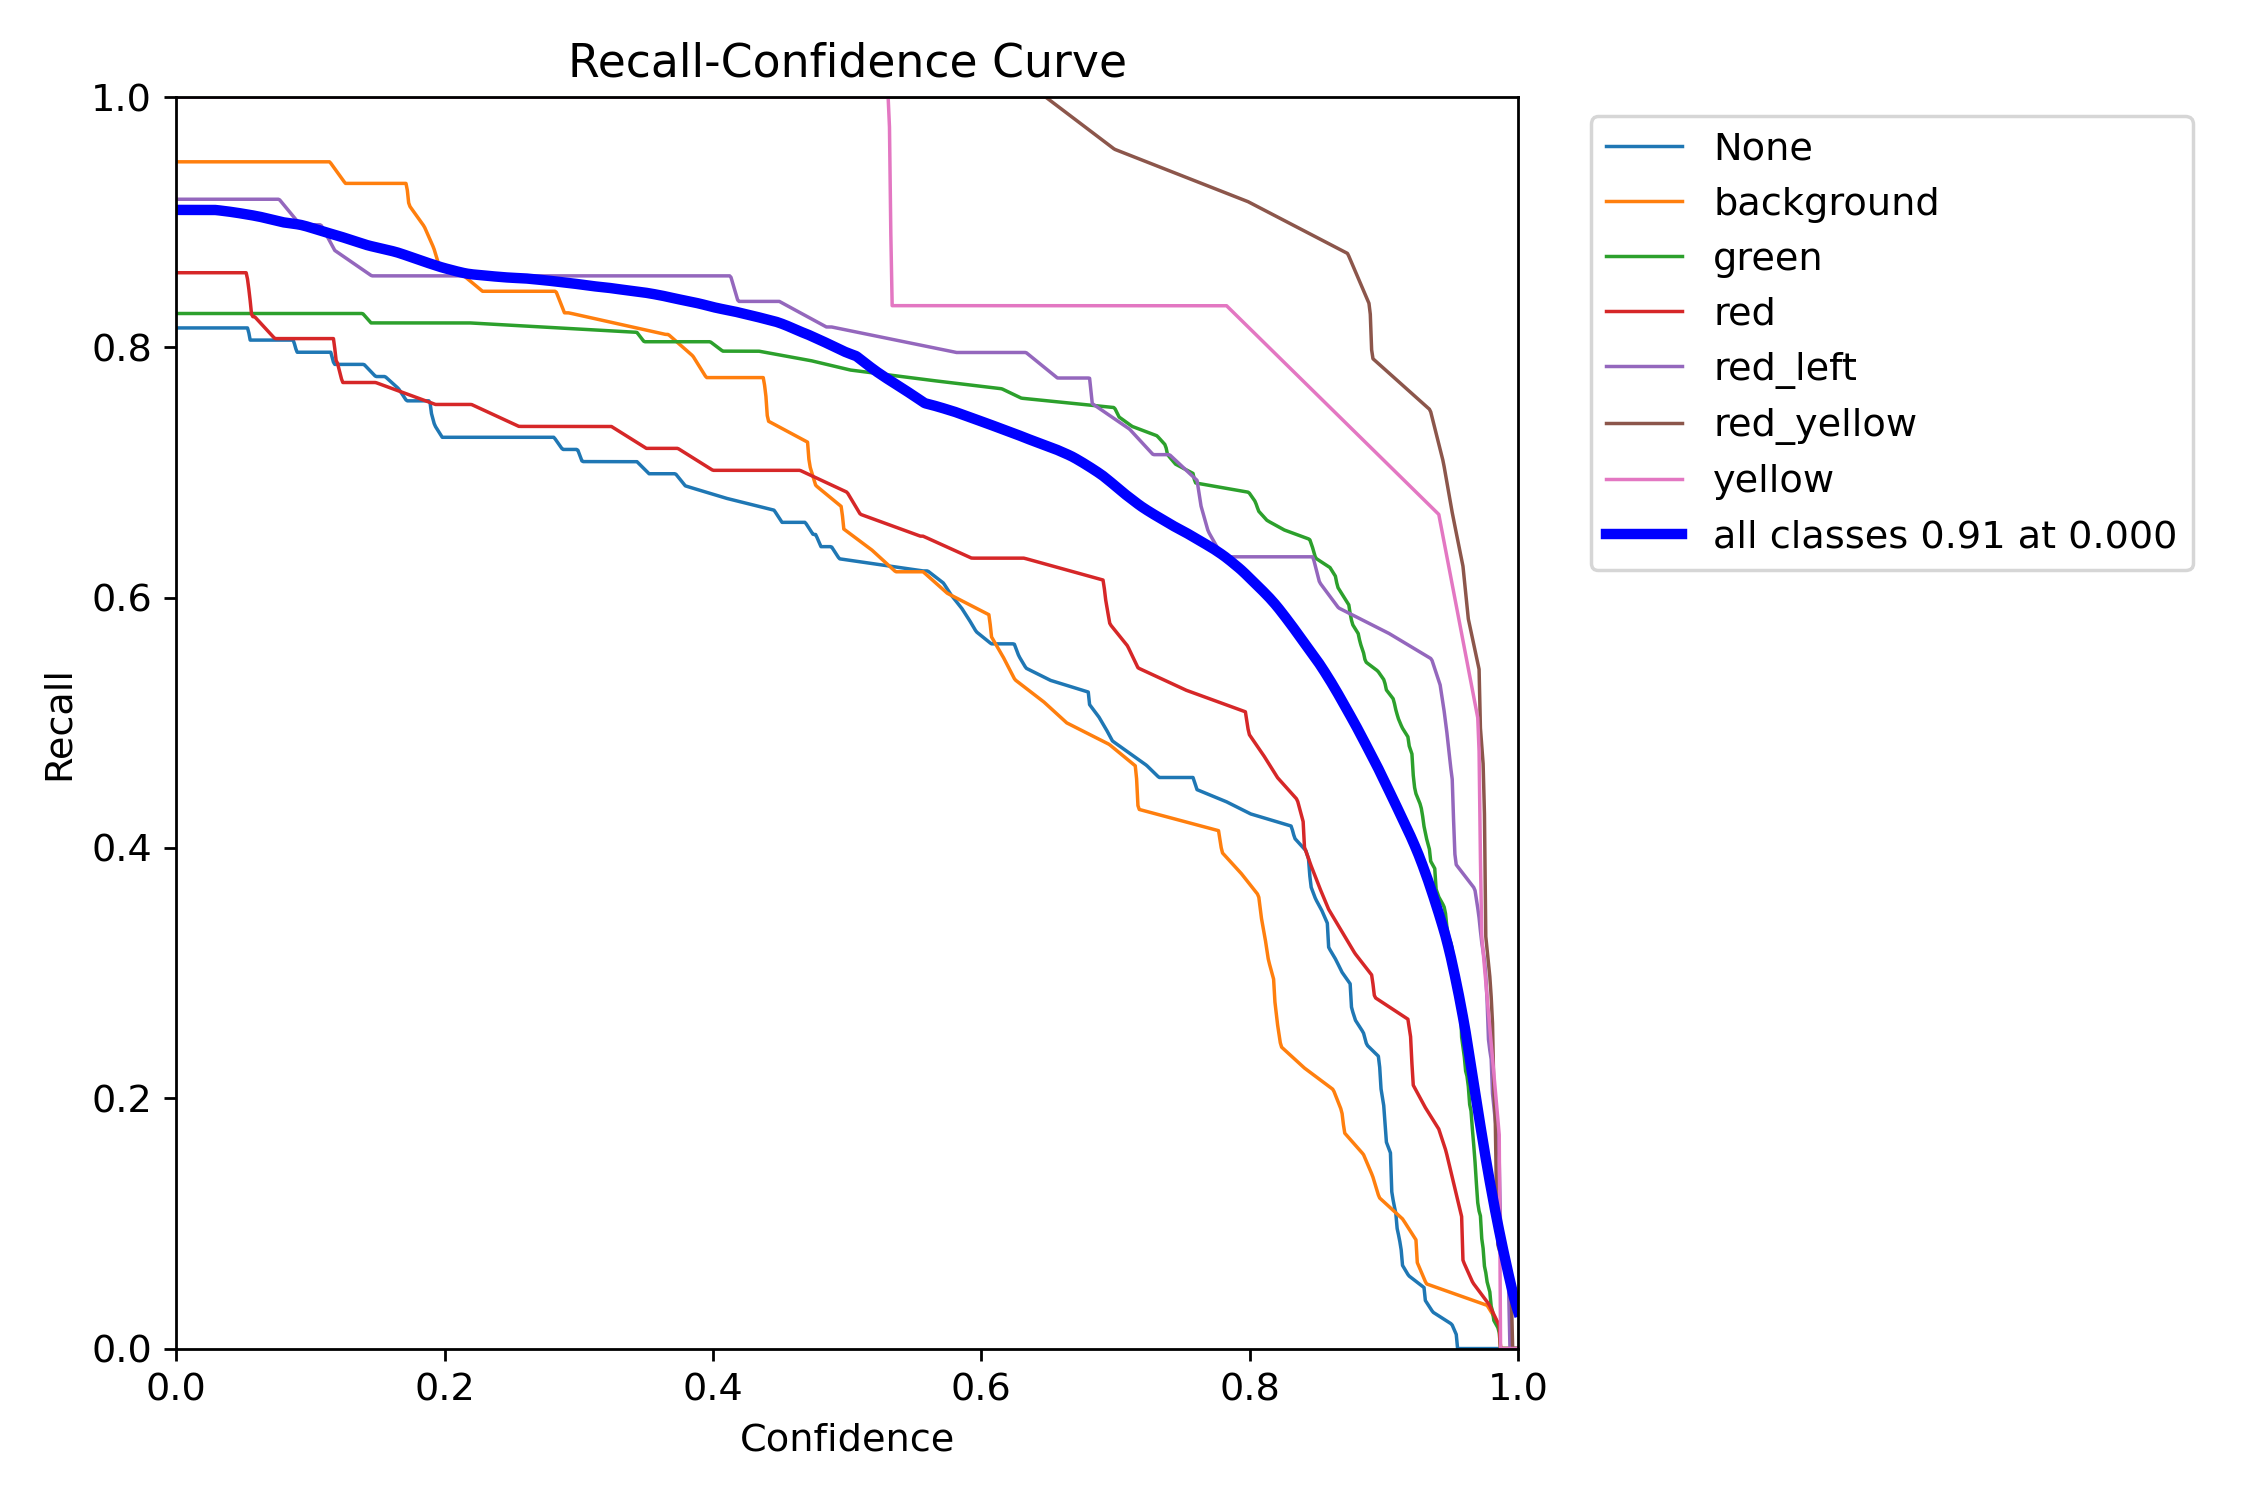 Recall-Confidence Curve
1.0
0.8
0.6
0.4
0.2
0.0
Recall
0.0 0.2 0.4 0.6 0.8 1.0
Confidence
None
background
green
red
red_left
red_yellow
yellow
all classes 0.91 at 0.000